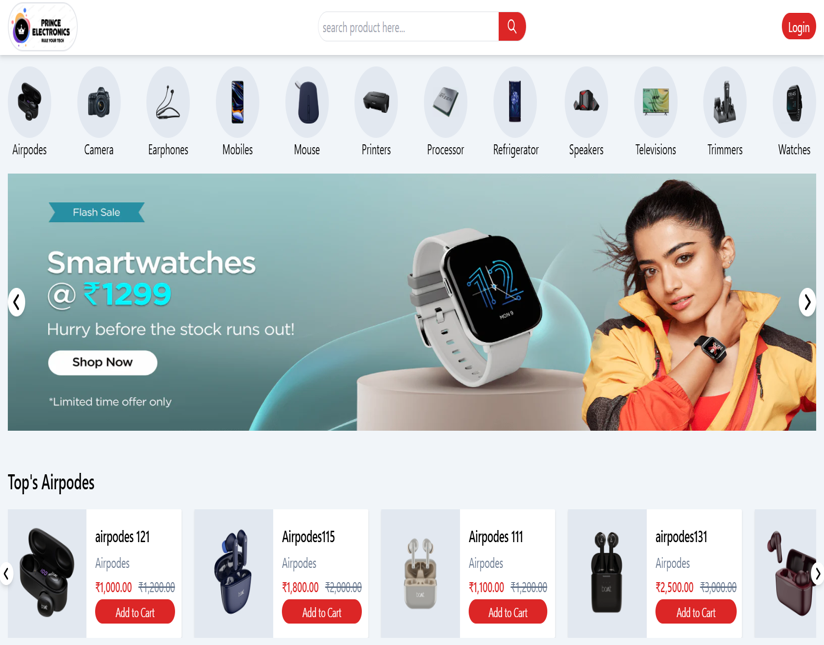 PRINCE
ELECTRONICS
RULE YOUR TECH
search product here...
Login
Airpodes
Camera
Earphones
Mobiles
Mouse
Printers
Processor
Refrigerator
Speakers
Televisions
Trimmers
Watches
Flash Sale
Smartwatches
@ ₹1299
Hurry before the stock runs out!
Shop Now
*Limited time offer only
12
MON 9
Top's Airpodes
airpodes 121
Airpodes
₹1,000.00 ₹1,200.00
Add to Cart
Airpodes115
Airpodes
₹1,800.00 ₹2,000.00
Add to Cart
Airpodes 111
Airpodes
₹1,100.00 ₹1,200.00
Add to Cart
airpodes131
Airpodes
₹2,500.00 ₹3,000.00
Add to Cart